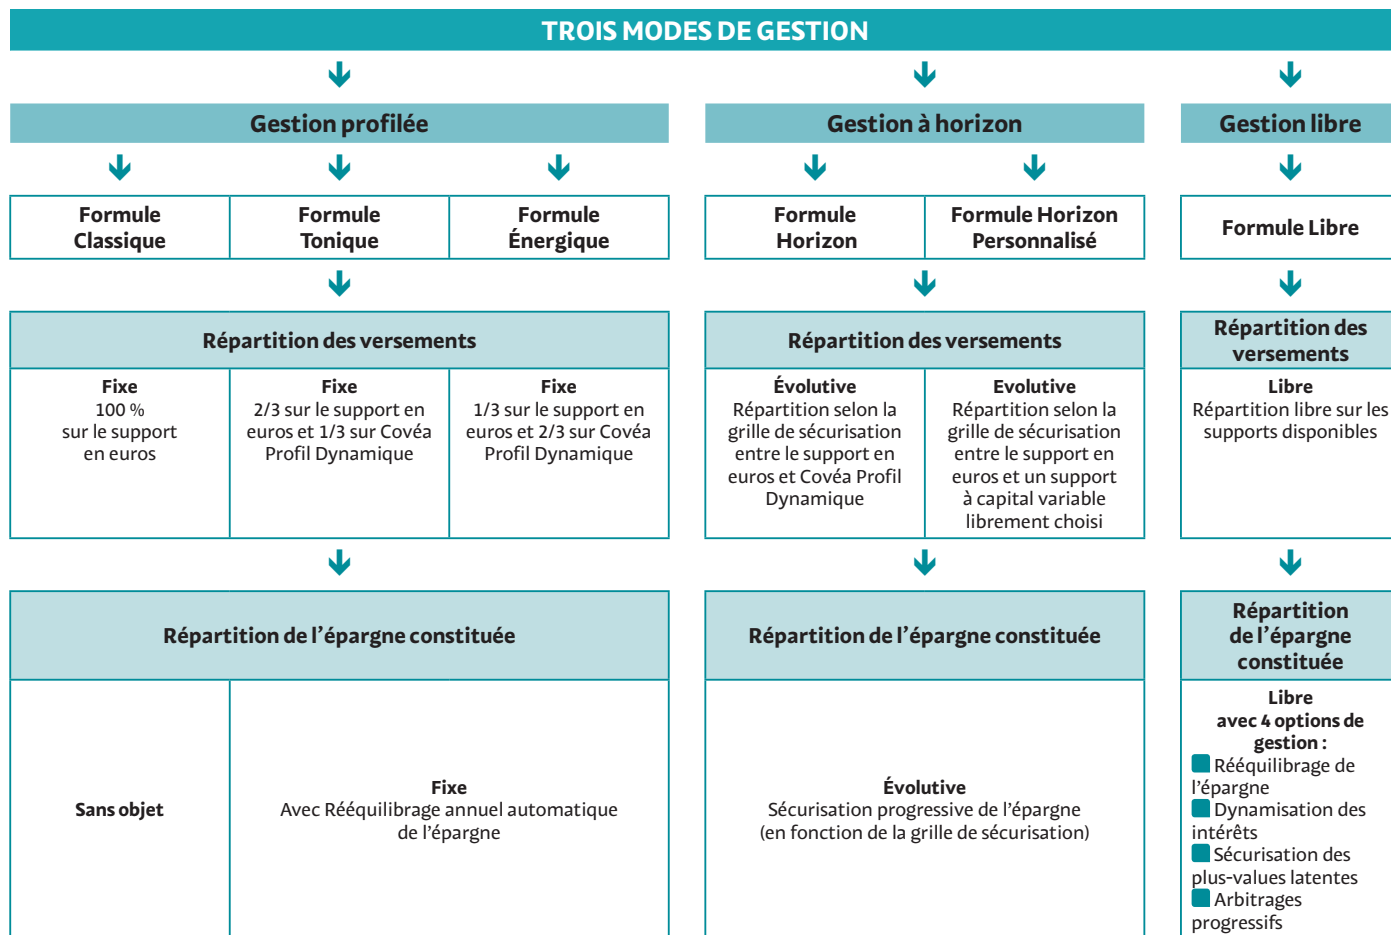 TROIS MODES DE GESTION
Gestion profilée
Gestion à horizon
Gestion libre
Formule
Classique
Formule
Tonique
Formule
Énergique
Formule
Horizon
Formule Horizon
Personnalisé
Formule Libre
Répartition des versements
Répartition des versements
Répartition des
versements
Fixe
100 %
sur le support
en euros
Fixe
2/3 sur le support en
euros et 1/3 sur Covéa
Profil Dynamique
Fixe
1/3 sur le support en
euros et 2/3 sur Covéa
Profil Dynamique
Évolutive
Répartition selon la
grille de sécurisation
entre le support en
euros et Covéa Profil
Dynamique
Evolutive
Répartition selon la
grille de sécurisation
entre le support en
euros et un support
à capital variable
librement choisi
Libre
Répartition libre sur les
supports disponibles
Répartition de l'épargne constituée
Répartition de l'épargne constituée
Répartition
de l'épargne
constituée
Sans objet
Fixe
Avec Rééquilibrage annuel automatique
de l'épargne
Évolutive
Sécurisation progressive de l'épargne
(en fonction de la grille de sécurisation)
Libre
avec 4 options de
gestion :
Rééquilibrage de
l'épargne
Dynamisation des
intérêts
Sécurisation des
plus-values latentes
Arbitrages
progressifs